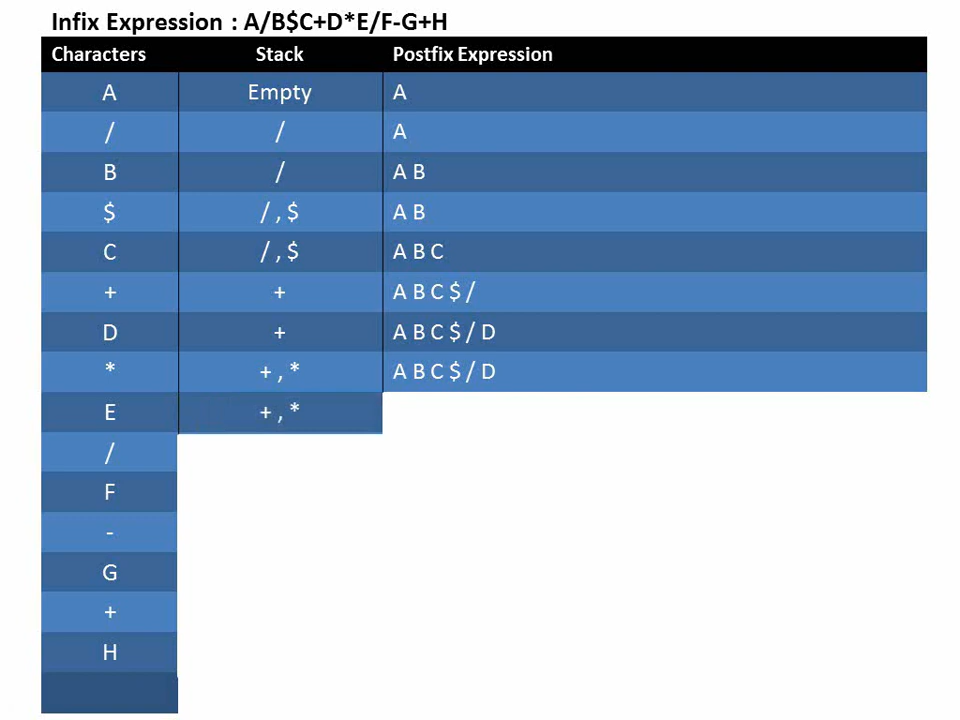 Infix Expression : A/B$C+D*E/F-G+H
Characters Stack Postfix Expression
A Empty A
/ / A
B / A B
$ / , $ A B
C / , $ A B C
+ + A B C $ /
D + A B C $ / D
* + , * A B C $ / D
E + , *
/
F
-
G
+
H